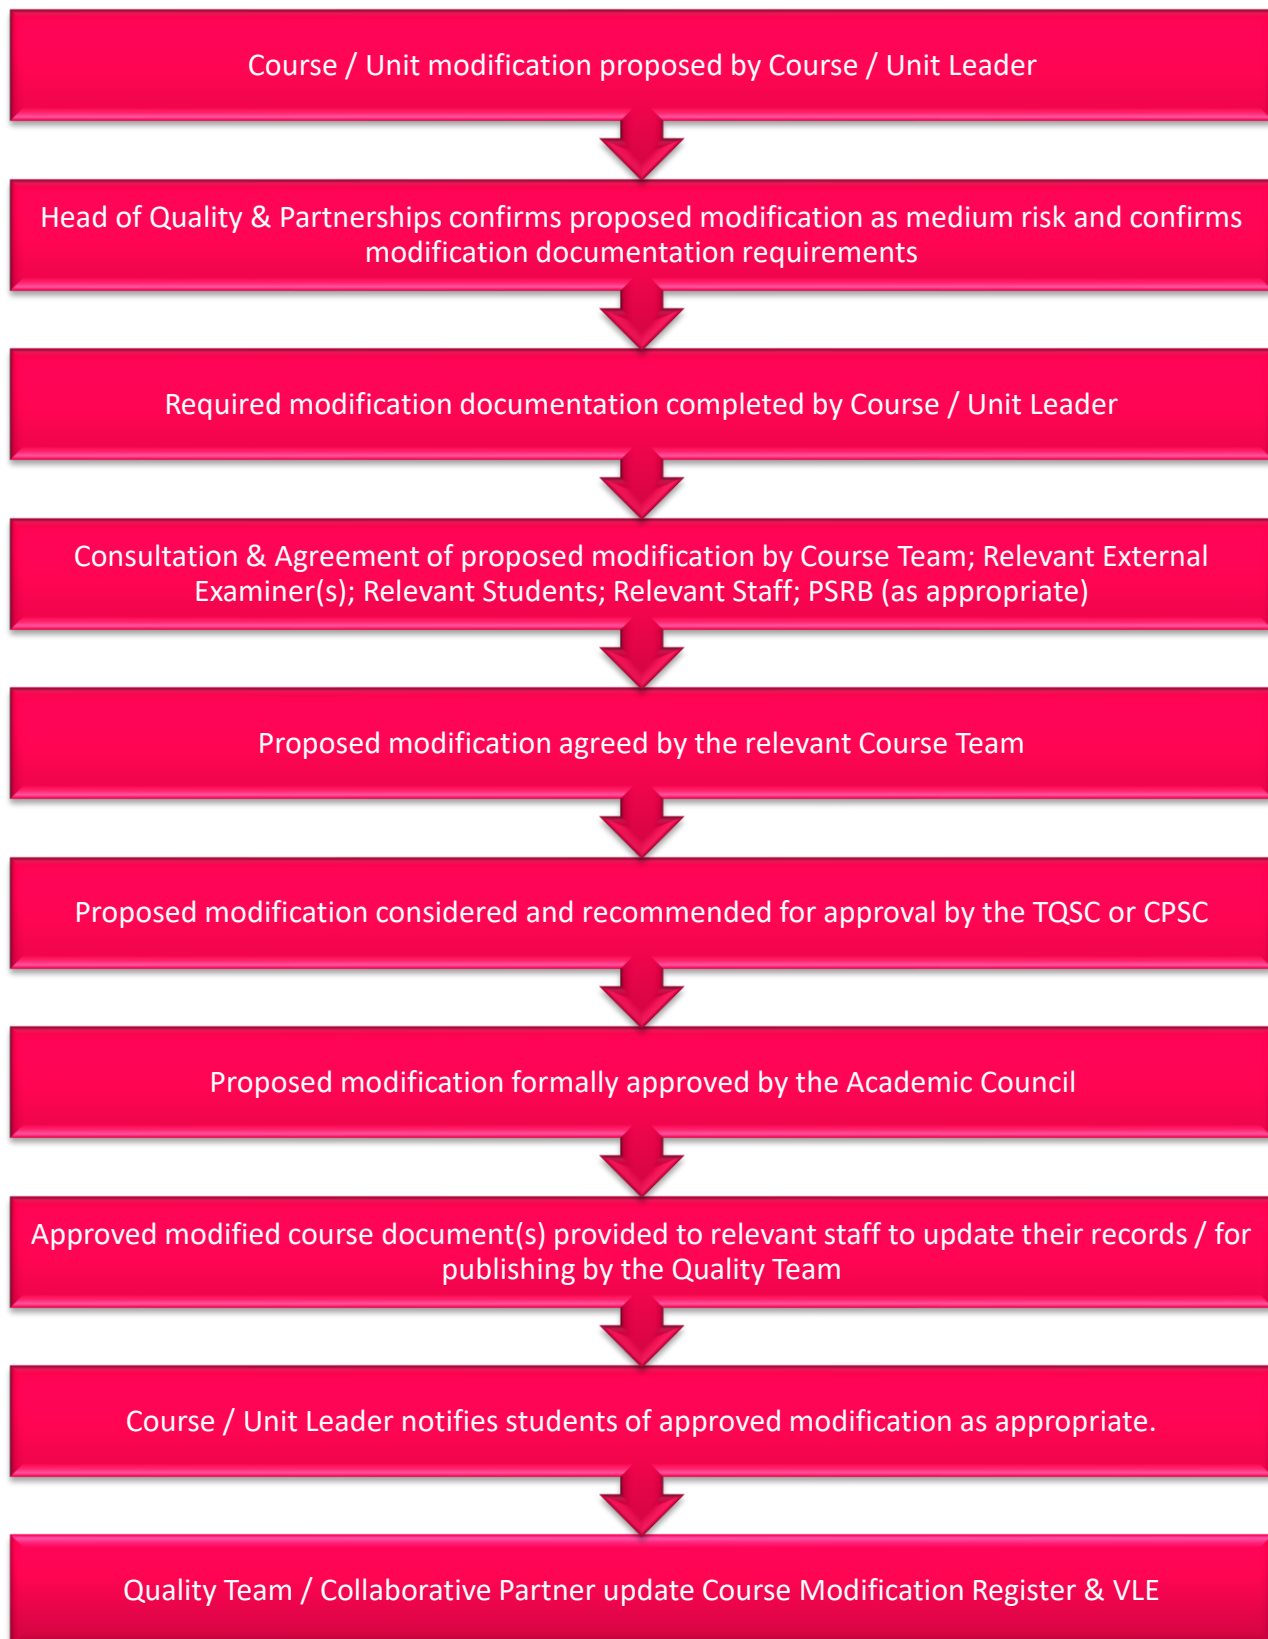 Course / Unit modification proposed by Course / Unit Leader
Head of Quality & Partnerships confirms proposed modification as medium risk and confirms
modification documentation requirements
Required modification documentation completed by Course / Unit Leader
Consultation & Agreement of proposed modification by Course Team; Relevant External
Examiner(s); Relevant Students; Relevant Staff; PSRB (as appropriate)
Proposed modification agreed by the relevant Course Team
Proposed modification considered and recommended for approval by the TQSC or CPSC
Proposed modification formally approved by the Academic Council
Approved modified course document(s) provided to relevant staff to update their records / for
publishing by the Quality Team
Course / Unit Leader notifies students of approved modification as appropriate.
Quality Team / Collaborative Partner update Course Modification Register & VLE